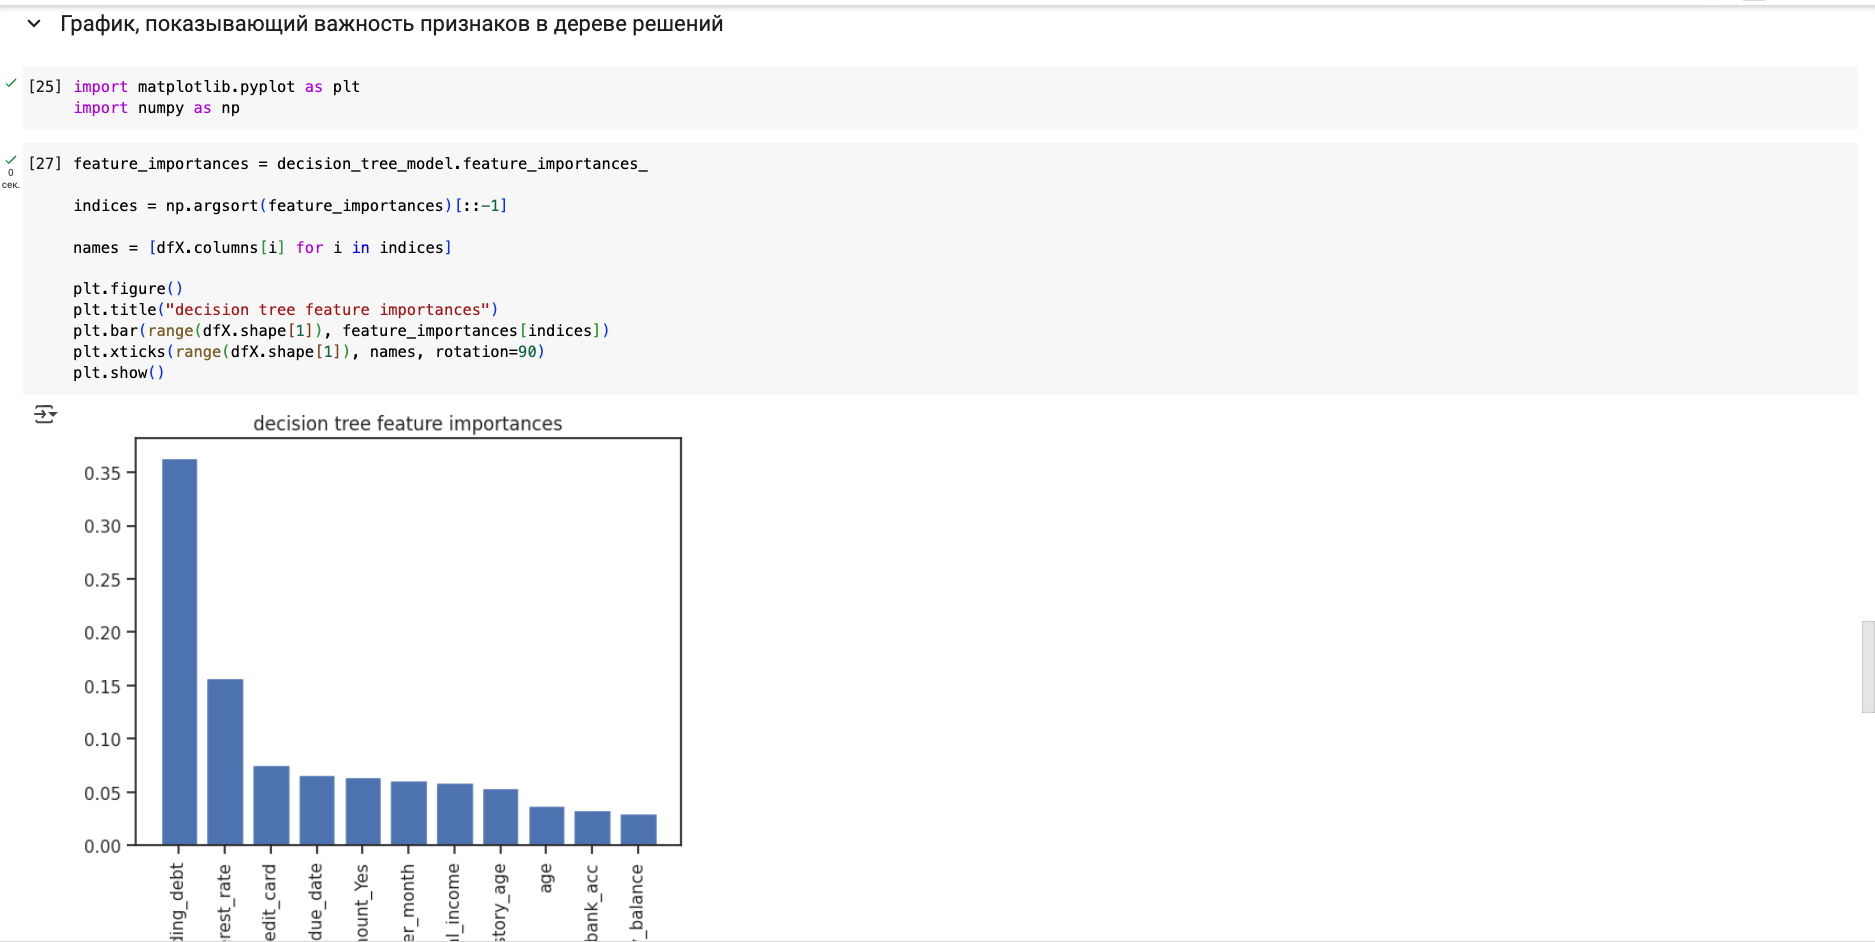 График, показывающий важность признаков в дереве решений
[25] import matplotlib.pyplot as plt
import numpy as np
0
сек.
[27] feature_importances = decision_tree_model.feature_importances_
indices = np.argsort(feature_importances)[::-1]
names = [dfX.columns[i] for i in indices]
plt.figure()
plt.title("decision tree feature importances")
plt.bar(range(dfX.shape[1]), feature_importances[indices])
plt.xticks(range(dfX.shape[1]), names, rotation=90)
plt.show()
decision tree feature importances
0.35
0.30
0.25
0.20
0.15
0.10
0.05
0.00
ding_debt
rest_rate
edit_card
due_date
ount_Yes
er_month
l_income
story_age
age
bank_acc
_balance